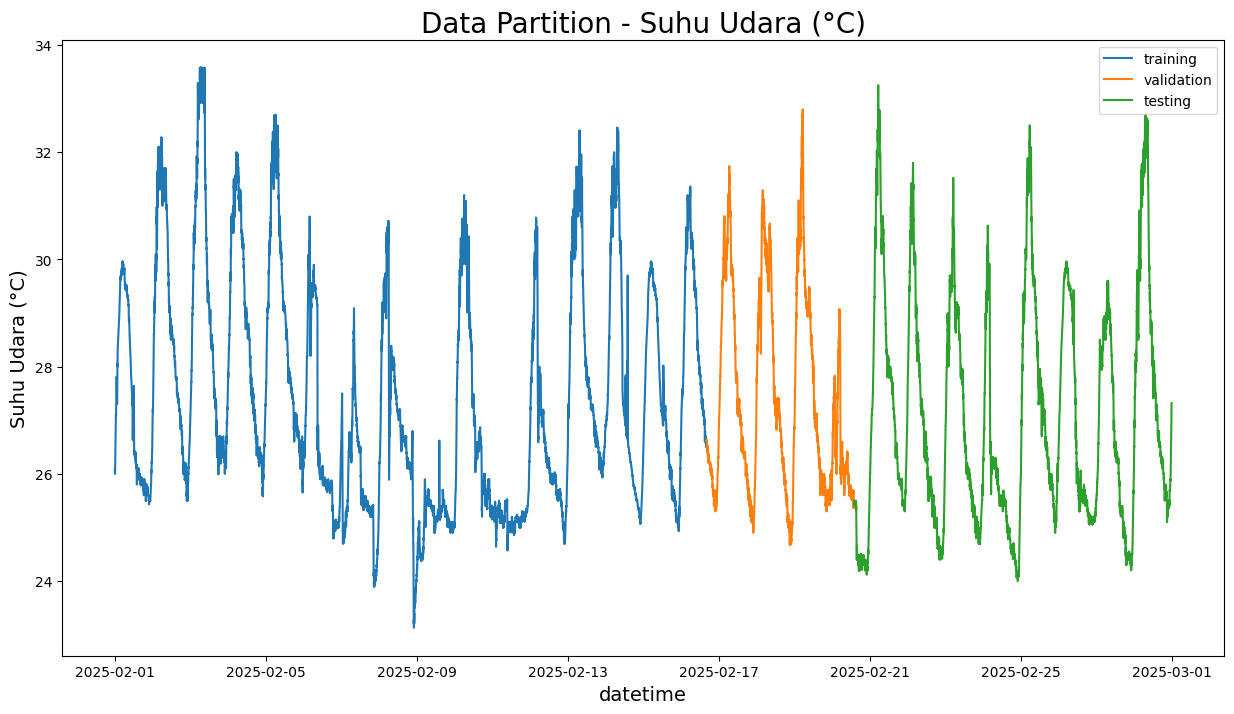 Data Partition - Suhu Udara (°C)
training
validation
testing
34
32
30
28
26
24
Suhu Udara (°C)
2025-02-01
2025-02-05
2025-02-09
2025-02-13
2025-02-17
2025-02-21
2025-02-25
2025-03-01
datetime